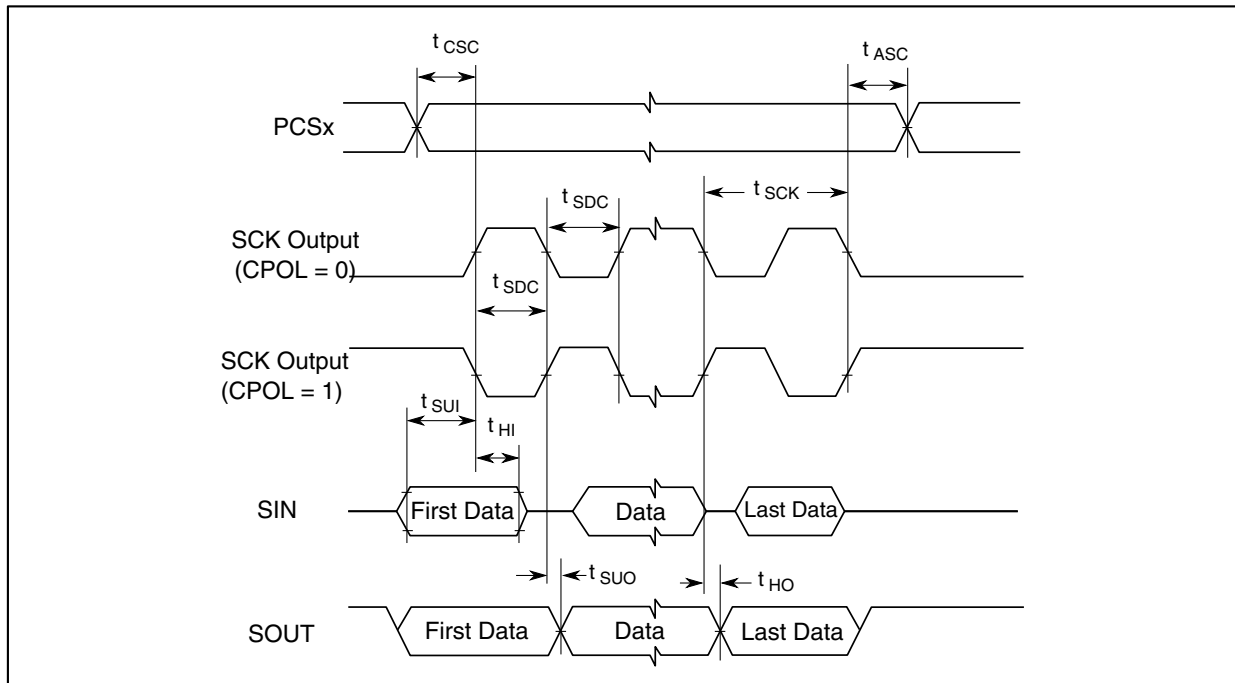 t CSC
t ASC
PCSx
t SDC
t SCK
SCK Output
(CPOL = 0)
t SDC
SCK Output
(CPOL = 1)
t SUI
t HI
SIN
First Data
Data
Last Data
t SUO
t HO
SOUT
First Data
Data
Last Data